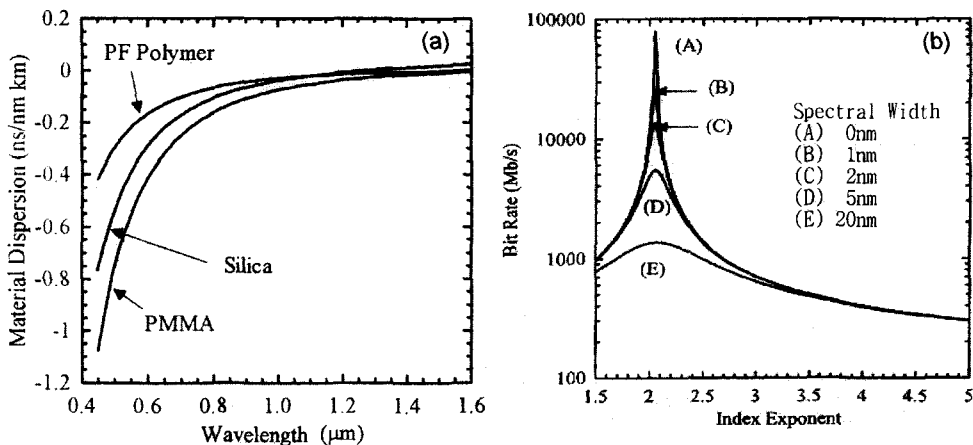 (a)
PF Polymer
Silica
PMMA
Material Dispersion (ns/nm km)
0.2
0
-0.2
-0.4
-0.6
-0.8
-1
-1.2
0.4 0.6 0.8 1.0 1.2 1.4 1.6
Wavelength (μm)
(b)
(A)
(B)
(C)
(D)
(E)
Spectral Width
(A) 0nm
(B) 1nm
(C) 2nm
(D) 5nm
(E) 20nm
Bit Rate (Mb/s)
100000
10000
1000
100
1.5 2 2.5 3 3.5 4 4.5 5
Index Exponent